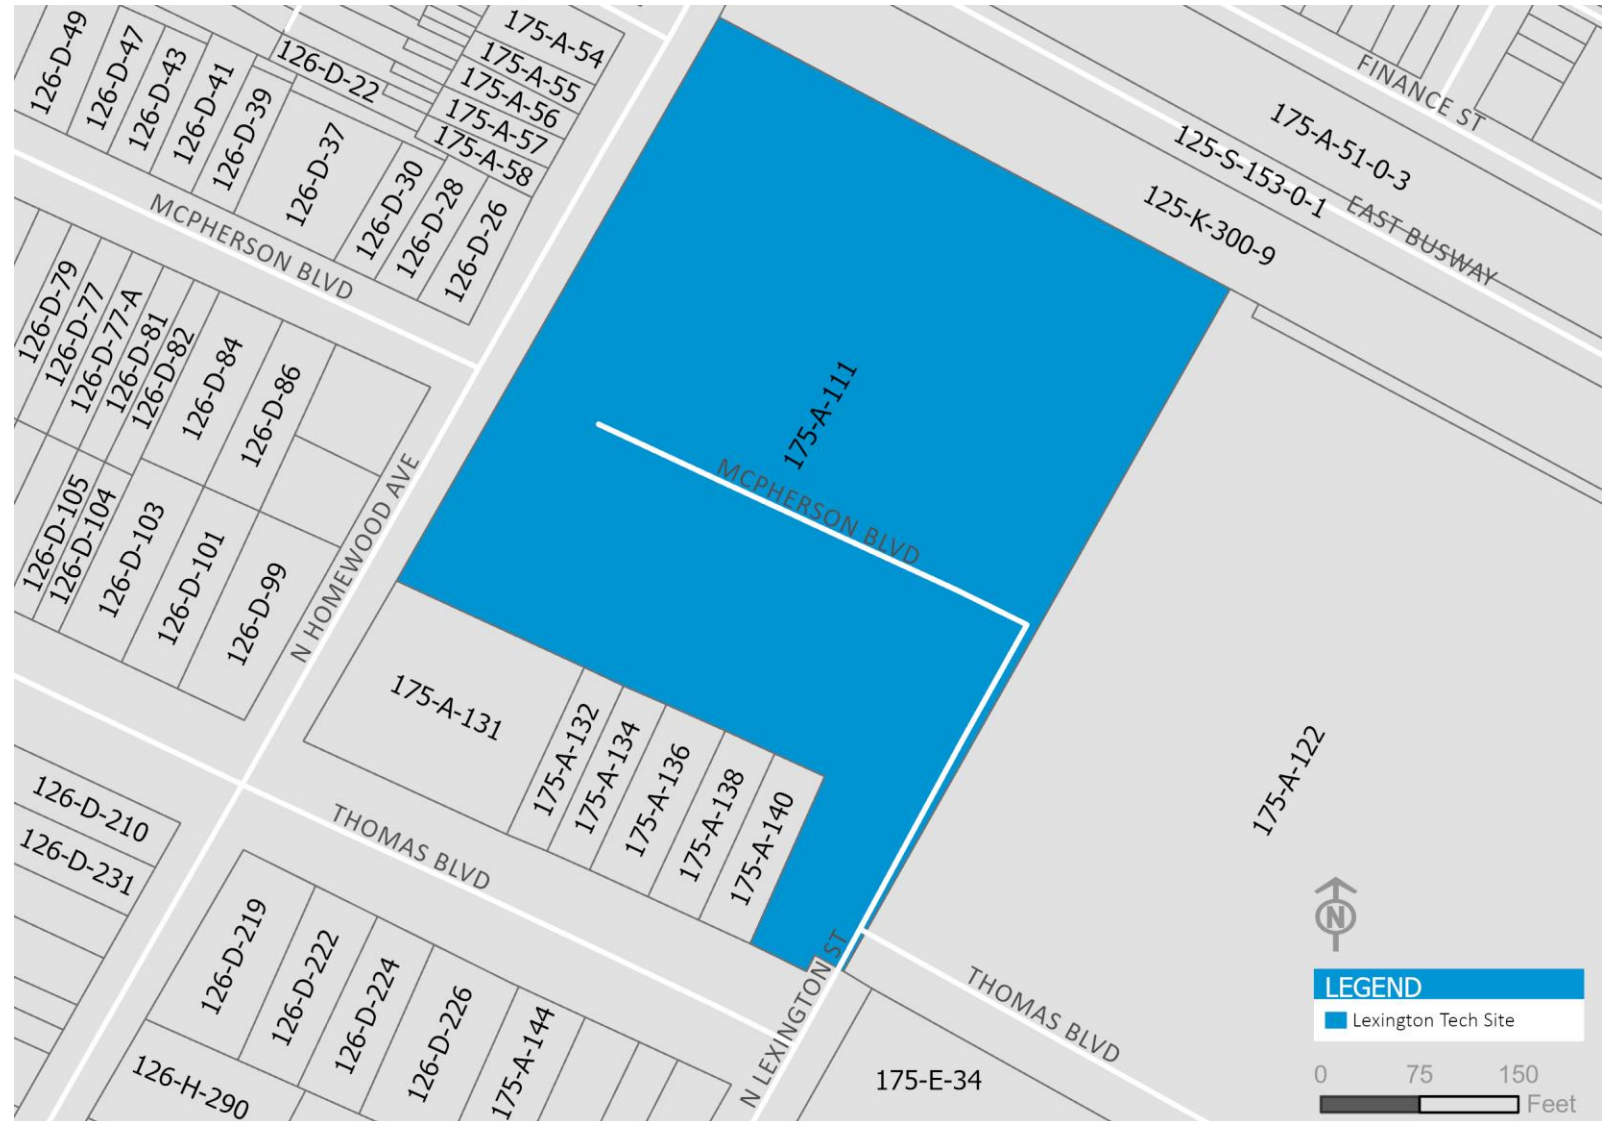 126-D-49
126-D-47
126-D-43
126-D-41
126-D-39
126-D-22
126-D-37
126-D-30
126-D-28
126-D-26
175-A-54
175-A-55
175-A-56
175-A-57
175-A-58
FINANCE ST
175-A-51-0-3
125-S-153-0-1
EAST BUSWAY
125-K-300-9
MCPHERSON BLVD
126-D-79
126-D-77
126-D-77-A
126-D-81
126-D-82
126-D-84
126-D-86
175-A-111
MCPHERSON BLVD
126-D-105
126-D-104
126-D-103
126-D-101
126-D-99
N HOMEWOOD AVE
175-A-131
175-A-132
175-A-134
175-A-136
175-A-138
175-A-140
175-A-122
126-D-210
126-D-231
THOMAS BLVD
126-D-219
126-D-222
126-D-224
126-D-226
175-A-144
126-H-290
N LEXINGTON ST
THOMAS BLVD
175-E-34
N
LEGEND
Lexington Tech Site
0 75 150
Feet